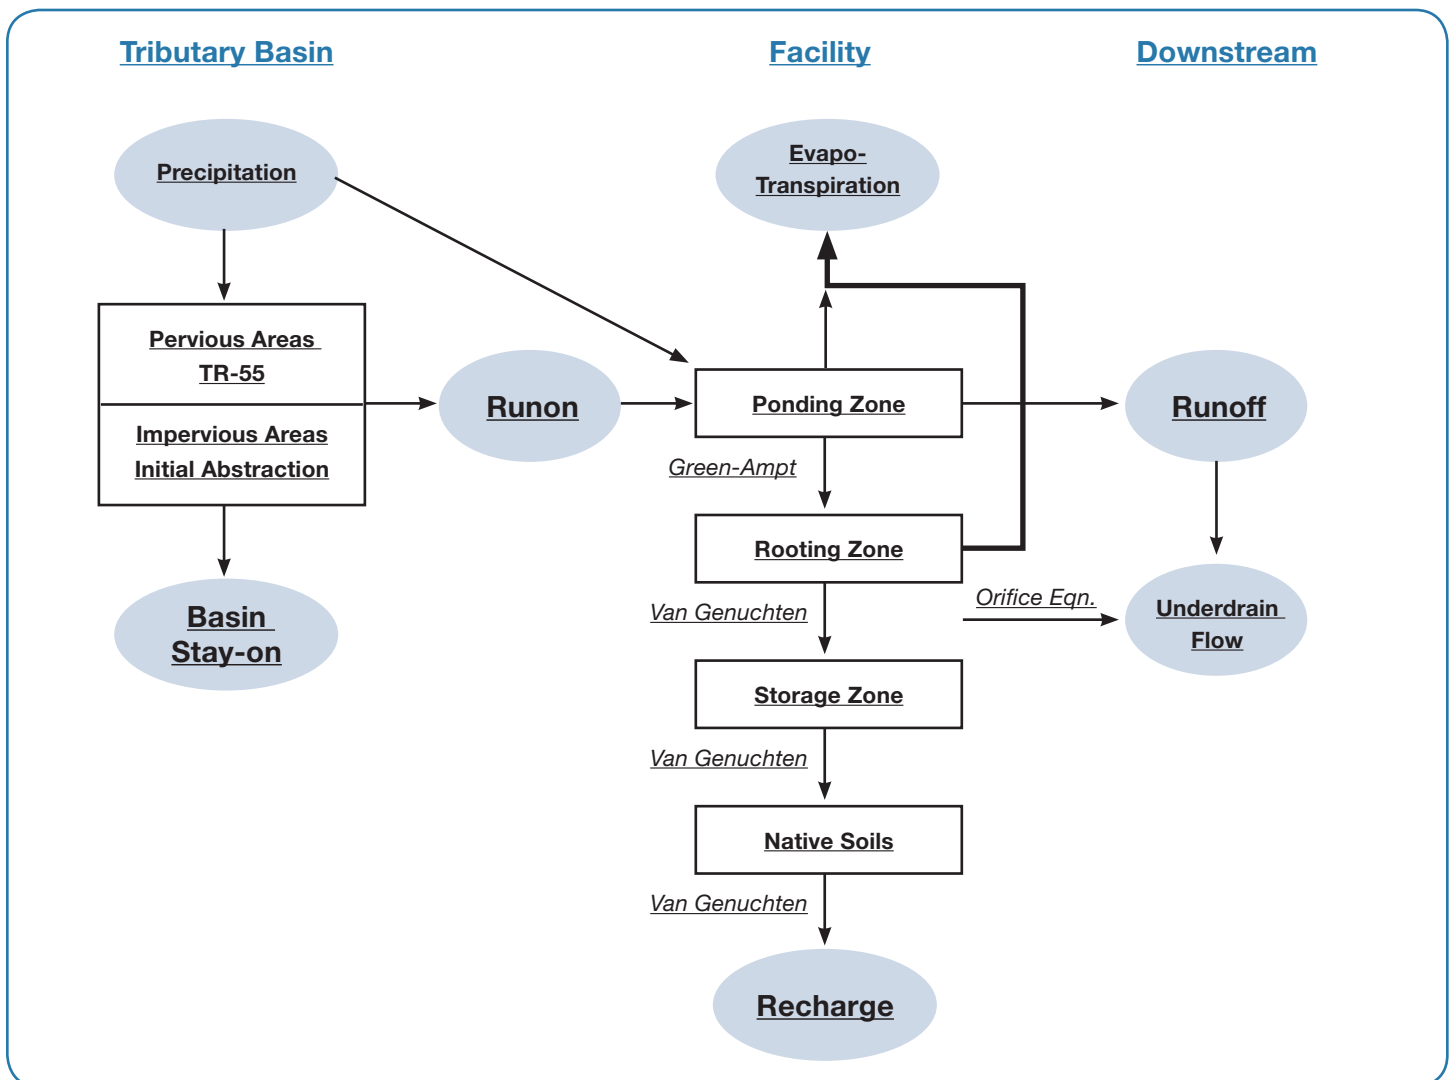 Tributary Basin
Facility
Downstream
Precipitation
Evapo-
Transpiration
Pervious Areas
TR-55
Impervious Areas
Initial Abstraction
Runon
Ponding Zone
Runoff
Green-Ampt
Rooting Zone
Van Genuchten
Orifice Eqn.
Underdrain
Flow
Basin
Stay-on
Storage Zone
Van Genuchten
Native Soils
Van Genuchten
Recharge